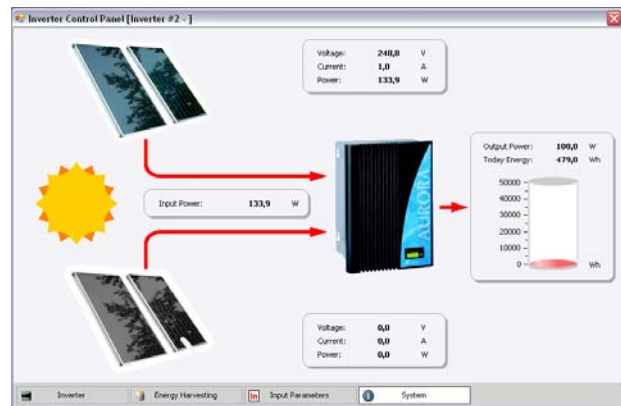 Inverter Control Panel [Inverter #2 - ]
Voltage: 248,8 V
Current: 1,0 A
Power: 133,9 W
Output Power: 108,0 W
Today Energy: 479,0 Wh
Input Power: 133,9 W
AURORA
50000
40000
30000
20000
10000
0
Wh
Voltage: 0,0 V
Current: 0,0 A
Power: 0,0 W
Inverter
Energy Harvesting
In Input Parameters
System